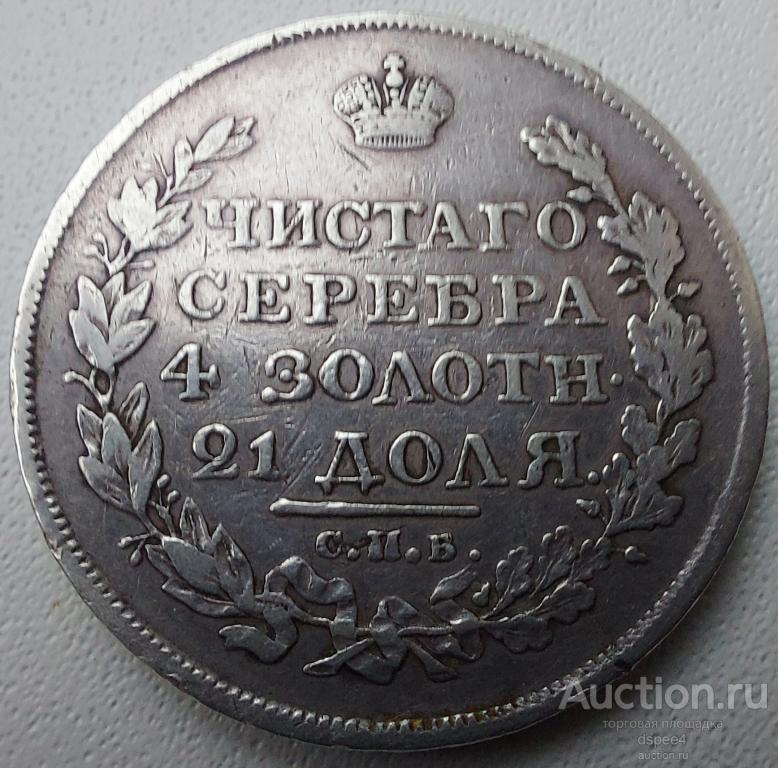 ЧИСТАГО
СЕРЕБРА
4 ЗОЛОТН.
21 ДОЛЯ.
С.П.Б.
Auction.ru
торговая площадка
dspee4
auction.ru